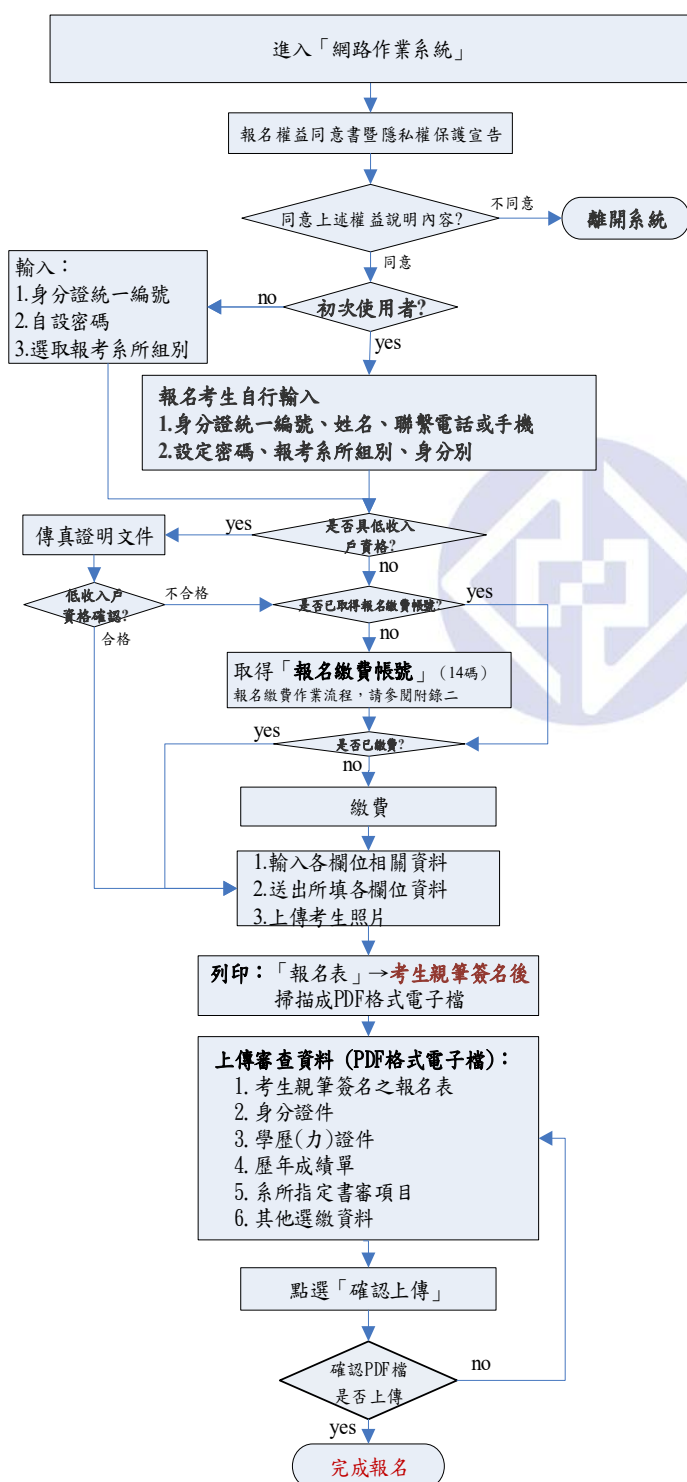 進入「網路作業系統」
報名權益同意書暨隱私權保護宣告
同意上述權益說明內容?
不同意
離開系統
同意
初次使用者?
no
yes
輸入：
1.身分證統一編號
2.自設密碼
3.選取報考系所組別
報名考生自行輸入
1.身分證統一編號、姓名、聯繫電話或手機
2.設定密碼、報考系所組別、身分別
是否具低收入
戶資格?
yes
no
傳真證明文件
低收入戶
資格確認?
不合格
合格
是否已取得報名繳費帳號?
yes
no
取得「報名繳費帳號」（14碼）
報名繳費作業流程，請參閱附錄二
是否已繳費?
yes
no
繳費
1.輸入各欄位相關資料
2.送出所填各欄位資料
3.上傳考生照片
列印：「報名表」→考生親筆簽名後
掃描成PDF格式電子檔
上傳審查資料 (PDF格式電子檔)：
1. 考生親筆簽名之報名表
2. 身分證件
3. 學歷(力)證件
4. 歷年成績單
5. 系所指定書審項目
6. 其他選繳資料
點選「確認上傳」
確認PDF檔
是否上傳
no
yes
完成報名